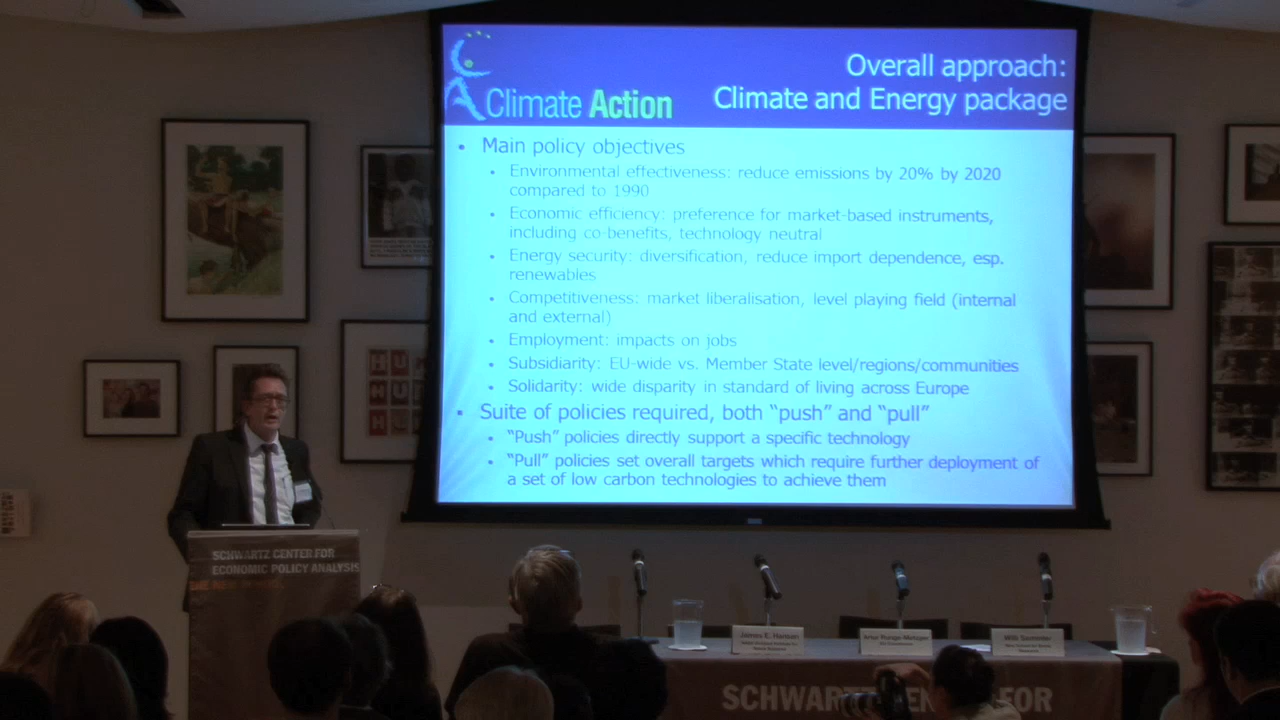 Overall approach:
Climate Action
Climate and Energy package
• Main policy objectives
• Environmental effectiveness: reduce emissions by 20% by 2020
compared to 1990
• Economic efficiency: preference for market-based instruments,
including co-benefits, technology neutral
• Energy security: diversification, reduce import dependence, esp.
renewables
• Competitiveness: market liberalisation, level playing field (internal
and external)
• Employment: impacts on jobs
• Subsidiarity: EU-wide vs. Member State level/regions/communities
• Solidarity: wide disparity in standard of living across Europe
• Suite of policies required, both “push” and “pull”
• “Push” policies directly support a specific technology
• “Pull” policies set overall targets which require further deployment of
a set of low carbon technologies to achieve them
SCHWARTZ CENTER FOR
ECONOMIC POLICY ANALYSIS
James E. Hansen
Artur Runge-Metzger
Willi Semmler
SCHWARTZ CENTER FOR